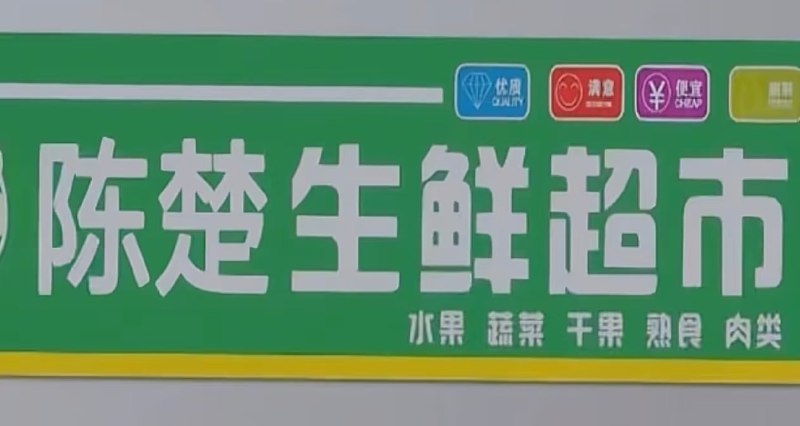 优质 满意 便宜
QUALITY CHEAP
陈楚生鲜超市
水果 蔬菜 干果 熟食 肉类